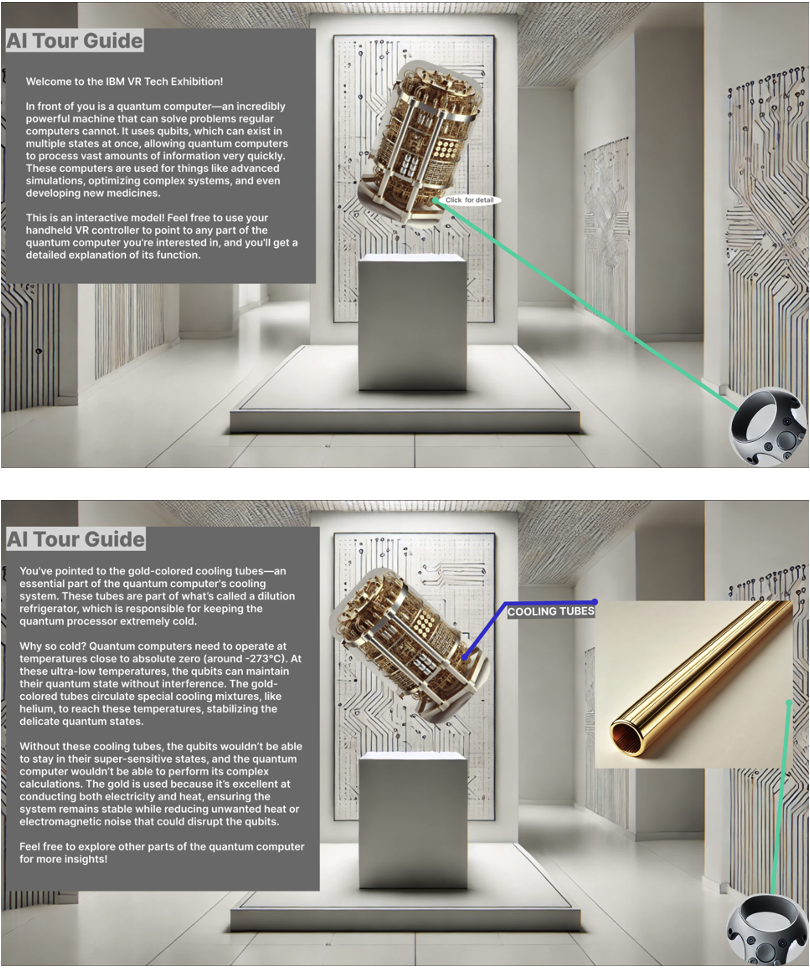 AI Tour Guide
Welcome to the IBM VR Tech Exhibition!
In front of you is a quantum computer—an incredibly
powerful machine that can solve problems regular
computers cannot. It uses qubits, which can exist in
multiple states at once, allowing quantum computers
to process vast amounts of information very quickly.
These computers are used for things like advanced
simulations, optimizing complex systems, and even
developing new medicines.
This is an interactive model! Feel free to use your
handheld VR controller to point to any part of the
quantum computer you're interested in, and you'll get a
detailed explanation of its function.
Click for detail
AI Tour Guide
You've pointed to the gold-colored cooling tubes—an
essential part of the quantum computer's cooling
system. These tubes are part of what's called a dilution
refrigerator, which is responsible for keeping the
quantum processor extremely cold.
Why so cold? Quantum computers need to operate at
temperatures close to absolute zero (around -273°C). At
these ultra-low temperatures, the qubits can maintain
their quantum state without interference. The gold-
colored tubes circulate special cooling mixtures, like
helium, to reach these temperatures, stabilizing the
delicate quantum states.
Without these cooling tubes, the qubits wouldn't be able
to stay in their super-sensitive states, and the quantum
computer wouldn't be able to perform its complex
calculations. The gold is used because it's excellent at
conducting both electricity and heat, ensuring the
system remains stable while reducing unwanted heat or
electromagnetic noise that could disrupt the qubits.
Feel free to explore other parts of the quantum computer
for more insights!
COOLING TUBES